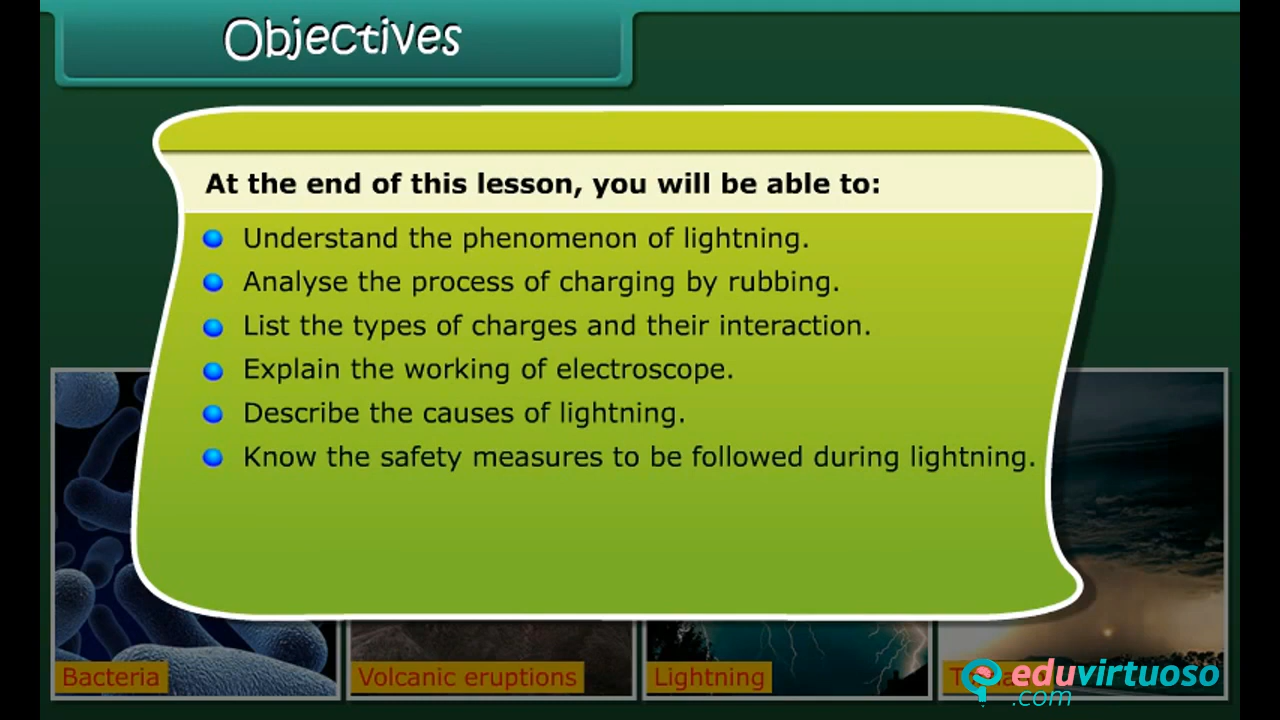 Objectives
At the end of this lesson, you will be able to:
Understand the phenomenon of lightning.
Analyse the process of charging by rubbing.
List the types of charges and their interaction.
Explain the working of electroscope.
Describe the causes of lightning.
Know the safety measures to be followed during lightning.
Bacteria
Volcanic eruptions
Lightning
eduvirtuoso
.com